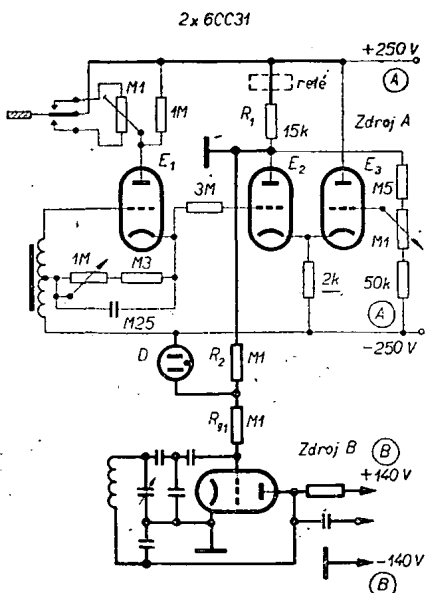 2x 6CC31
+250 V
A
M1
1M
relé
R1
15k
Zdroj A
E1
E2
E3
3M
M5
M1
1M
M3
2k
50k
A
M25
-250 V
D
R2 M1
Rg1 M1
Zdroj B B
+140 V
-140 V
B